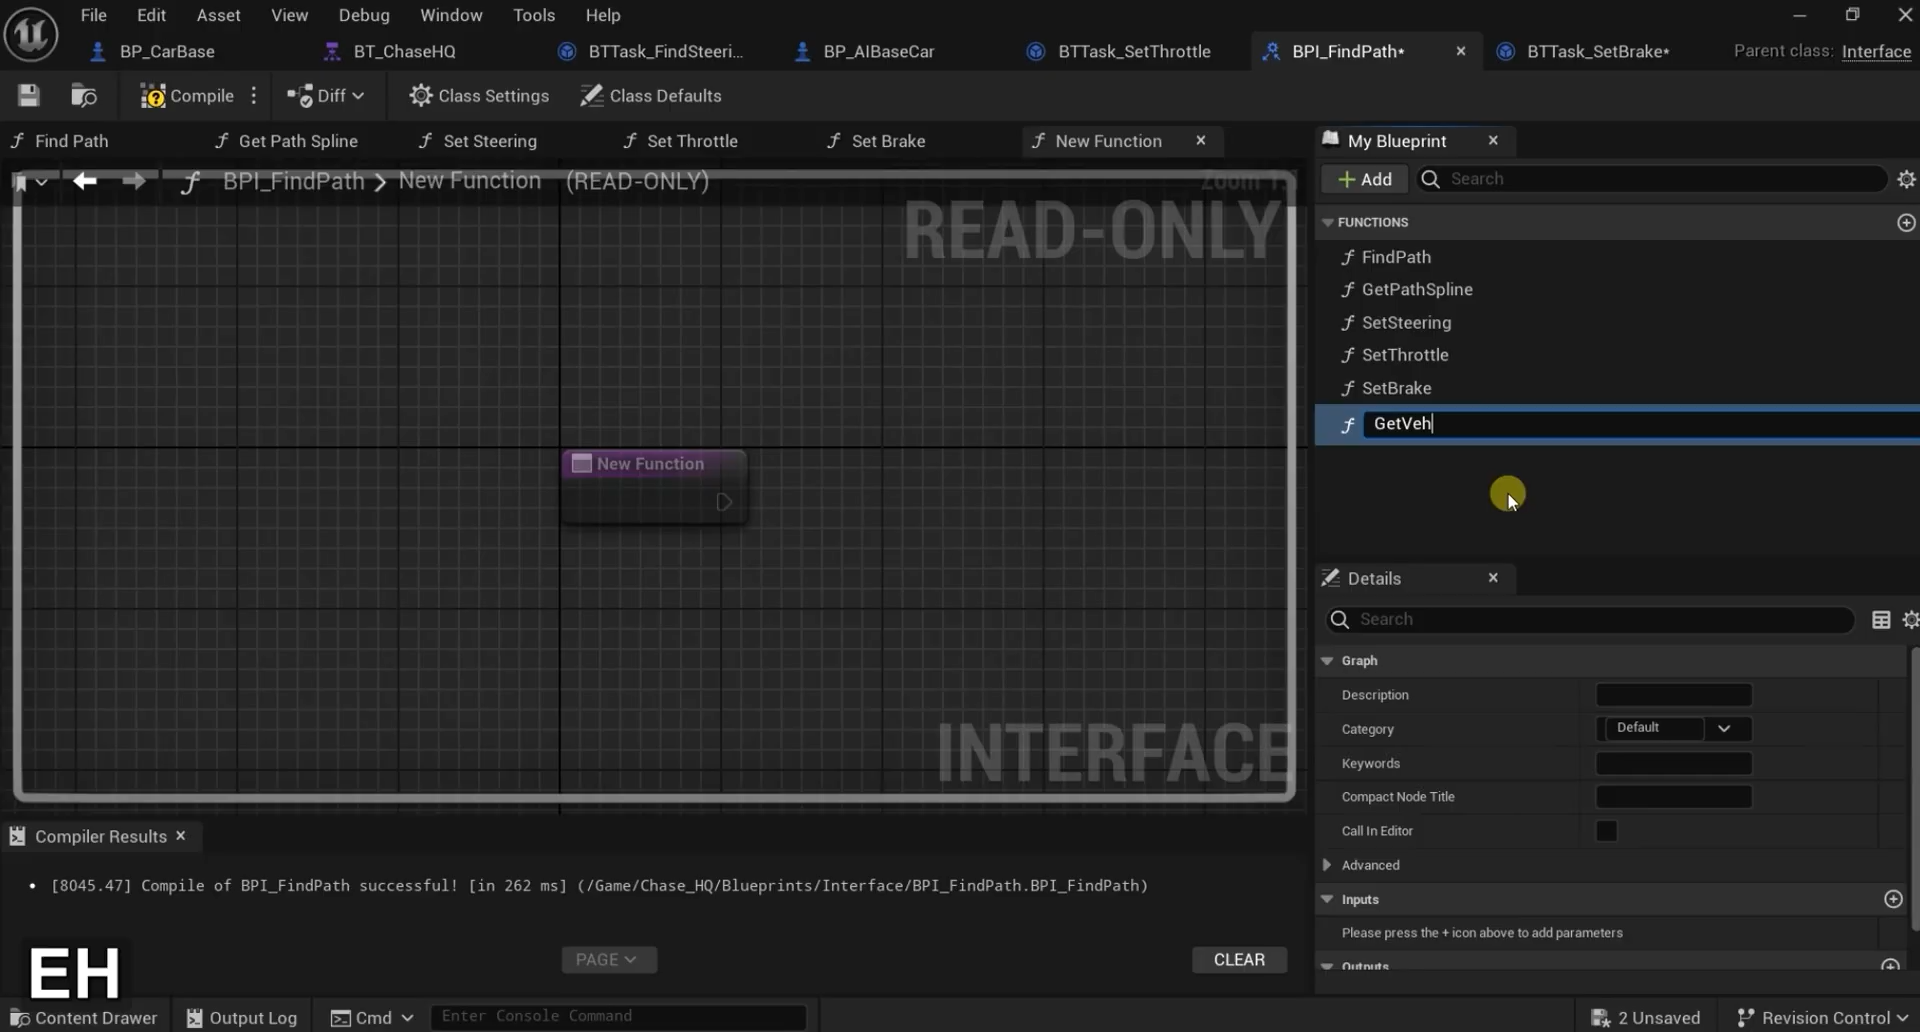 File Edit Asset View Debug Window Tools Help
BP_CarBase BT_ChaseHQ BTTask_FindSteeri... BP_AIBaseCar BTTask_SetThrottle BPI_FindPath* BTTask_SetBrake* Parent class: Interface
Compile Diff Class Settings Class Defaults
Find Path Get Path Spline Set Steering Set Throttle Set Brake New Function My Blueprint
BPI_FindPath > New Function (READ-ONLY)
Add Search
READ-ONLY
FUNCTIONS
FindPath
GetPathSpline
SetSteering
SetThrottle
SetBrake
GetVeh
New Function
Details
Search
Graph
Description
Category Default
Keywords
Compact Node Title
Call In Editor
Advanced
Inputs
Please press the + icon above to add parameters
Outputs
INTERFACE
Compiler Results
• [8045.47] Compile of BPI_FindPath successful! [in 262 ms] (/Game/Chase_HQ/Blueprints/Interface/BPI_FindPath.BPI_FindPath)
EH
PAGE CLEAR
Content Drawer Output Log Cmd Enter Console Command 2 Unsaved Revision Control